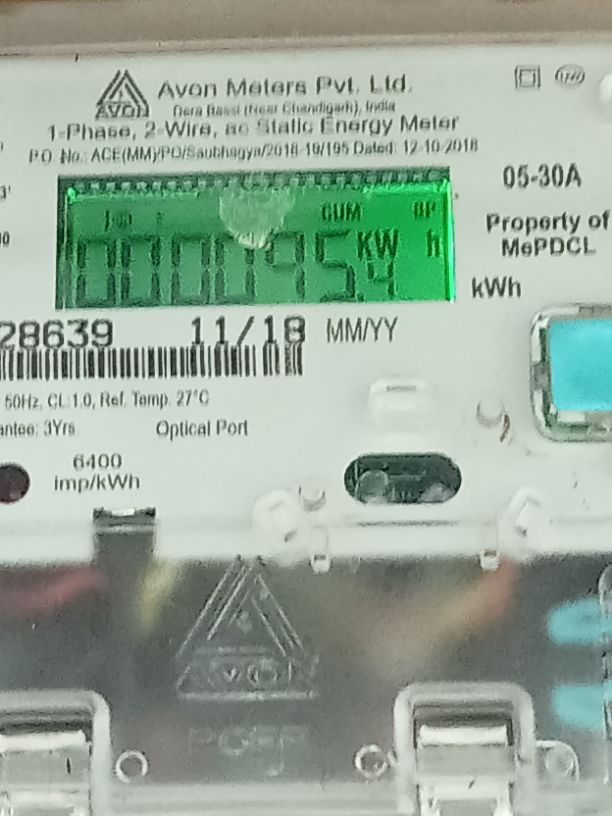 AVON
Avon Meters Pvt. Ltd.
Dera Bassi (Near Chandigarh), India
1-Phase, 2-Wire, ac Static Energy Meter
P.O. No.: ACE(MM)/PO/Saubhagya/2018-19/195 Dated: 12-10-2018
05-30A
CUM
KW h
000095.4
kWh
Property of
MePDCL
28639 11/18 MM/YY
50Hz, CL.1.0, Ref. Temp. 27°C
antee: 3Yrs Optical Port
6400
imp/kWh